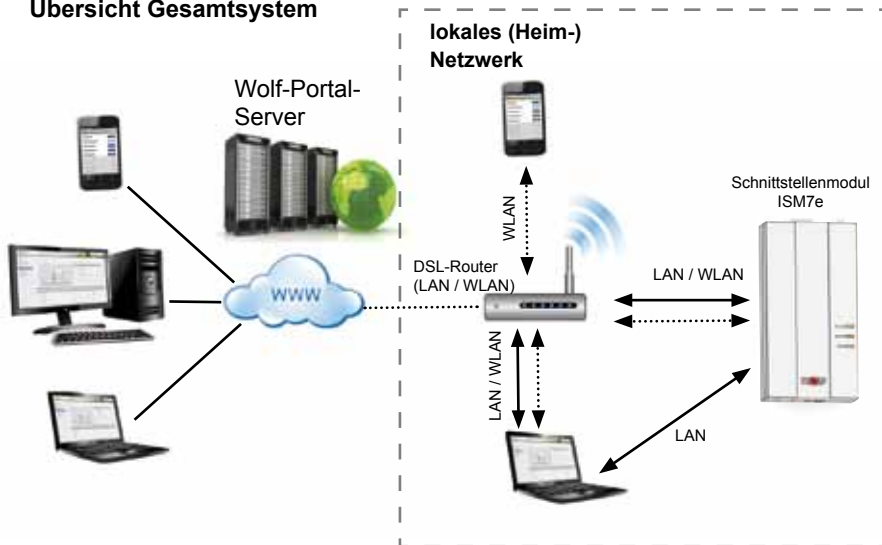 Übersicht Gesamtsystem
lokales (Heim-)
Netzwerk
Wolf-Portal-
Server
Schnittstellenmodul
ISM7e
WLAN
DSL-Router
(LAN / WLAN)
LAN / WLAN
WWW
LAN / WLAN
LAN